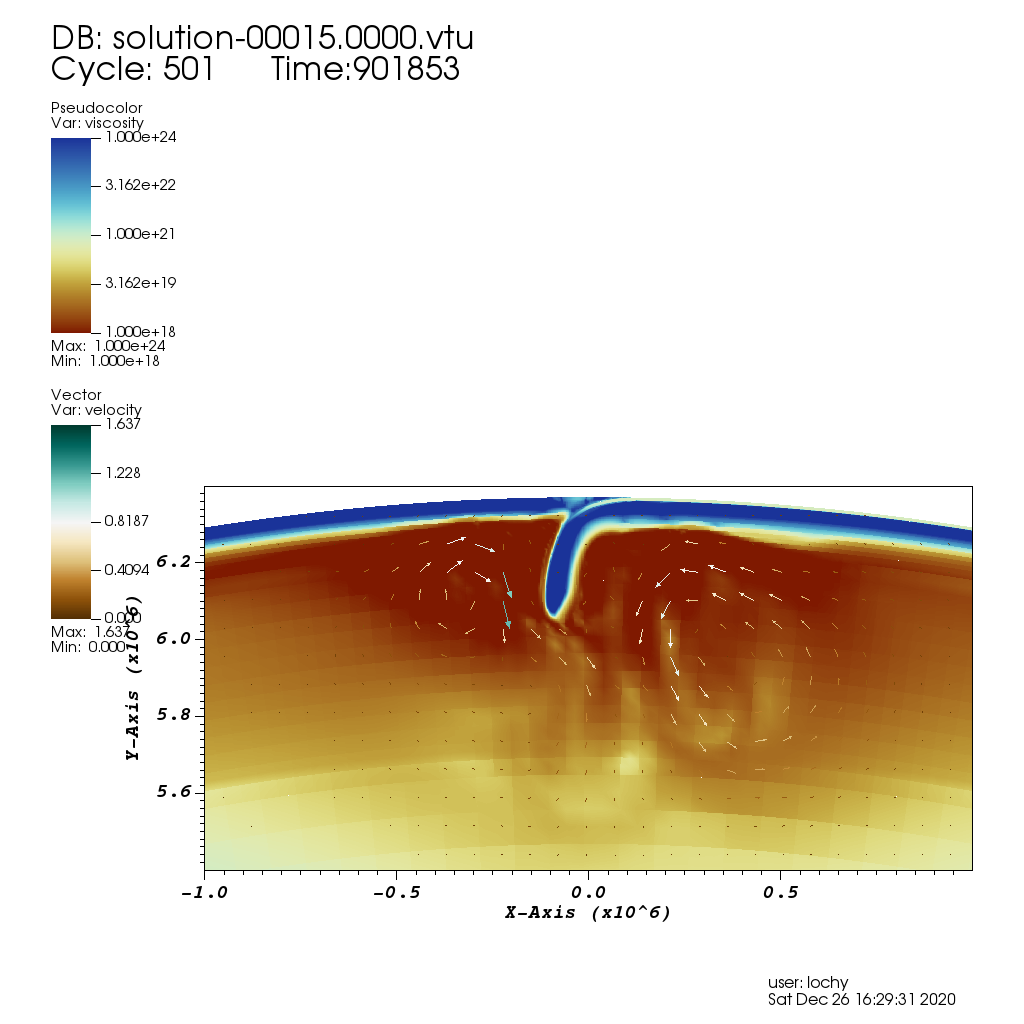 DB: solution-00015.0000.vtu
Cycle: 501 Time:901853
Pseudocolor
Var: viscosity
1.000e+24
3.162e+22
1.000e+21
3.162e+19
1.000e+18
Max: 1.000e+24
Min: 1.000e+18
Vector
Var: velocity
1.637
1.228
0.8187
0.4094
0.000
Max: 1.637
Min: 0.000
Y-Axis (x10^6)
6.2
6.0
5.8
5.6
-1.0 -0.5 0.0 0.5
X-Axis (x10^6)
user: lochy
Sat Dec 26 16:29:31 2020